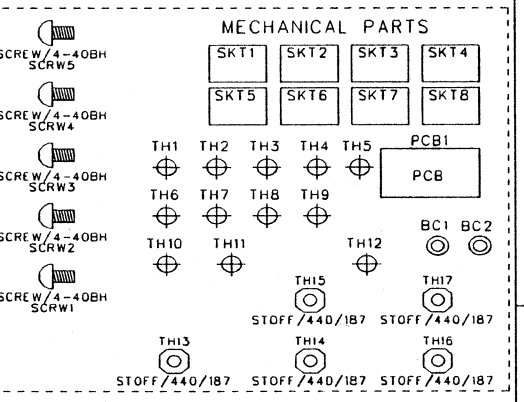 MECHANICAL PARTS
SCREW/4-40BH
SCRW5
SKT1 SKT2 SKT3 SKT4
SCREW/4-40BH
SCRW4
SKT5 SKT6 SKT7 SKT8
TH1 TH2 TH3 TH4 TH5 PCB1
SCREW/4-40BH
SCRW3
PCB
TH6 TH7 TH8 TH9
SCREW/4-40BH
SCRW2
BC1 BC2
TH10 TH11 TH12
SCREW/4-40BH
SCRW1
TH15 TH17
STOFF/440/187 STOFF/440/187
TH13 TH14 TH16
STOFF/440/187 STOFF/440/187 STOFF/440/187